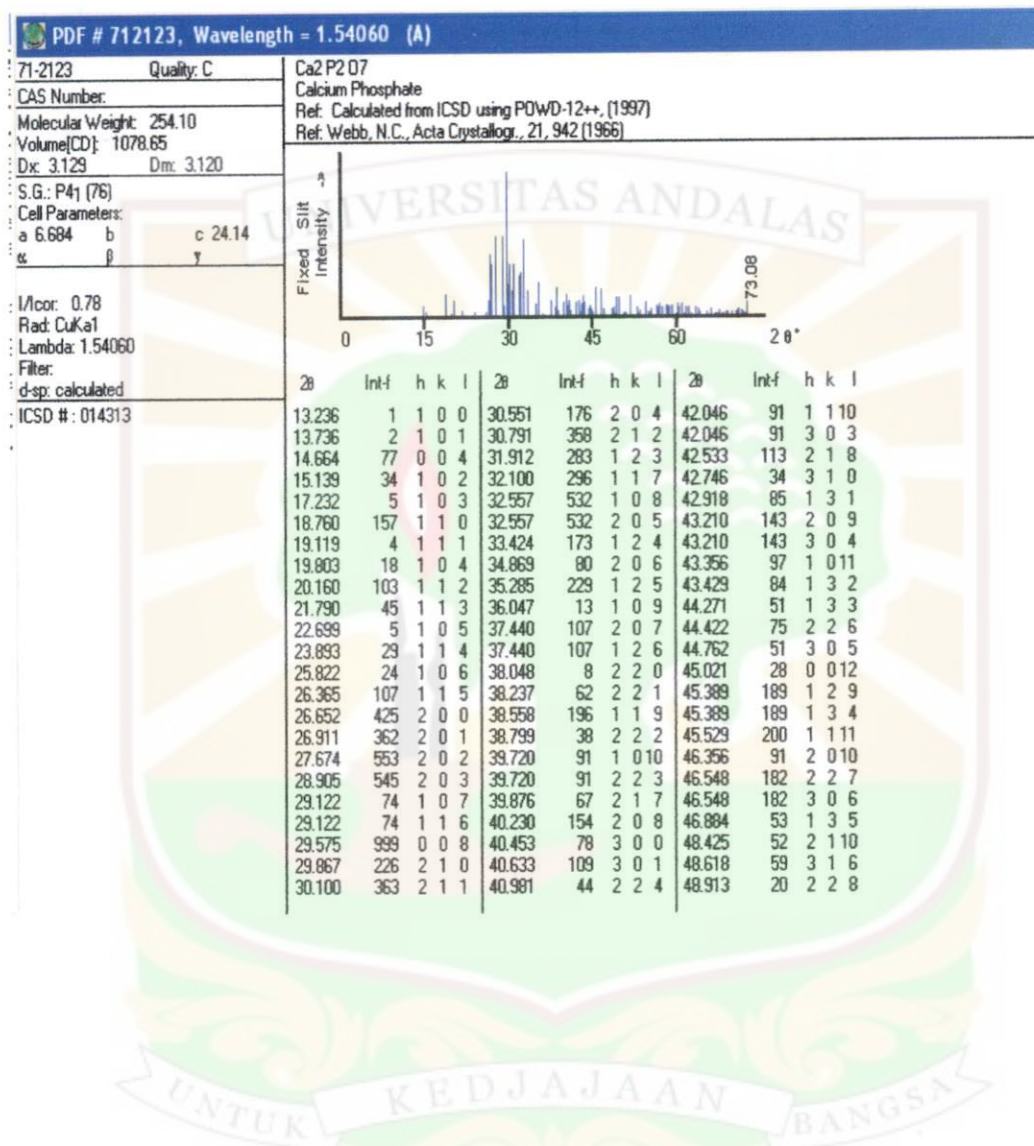 PDF # 712123, Wavelength = 1.54060 (A)
71-2123 Quality: C
CAS Number:
Molecular Weight: 254.10
Volume[CD]: 1078.65
Dx: 3.129 Dm: 3.120
S.G.: P41 (76)
Cell Parameters:
a 6.684 b c 24.14
α β γ
I/Icor: 0.78
Rad: CuKa1
Lambda: 1.54060
Filter:
d-sp: calculated
ICSD # : 014313
Ca2 P2 O7
Calcium Phosphate
Ref: Calculated from ICSD using POWD-12++, (1997)
Ref: Webb, N.C., Acta Crystallogr., 21, 942 (1966)
UNIVERSITAS ANDALAS
Fixed Slit
Intensity ->
73.08
0 15 30 45 60 2θ°
2θ Int-f h k l 2θ Int-f h k l 2θ Int-f h k l
13.236 1 1 0 0 30.551 176 2 0 4 42.046 91 1 1 10
13.736 2 1 0 1 30.791 358 2 1 2 42.046 91 3 0 3
14.664 77 0 0 4 31.912 283 1 2 3 42.533 113 2 1 8
15.139 34 1 0 2 32.100 296 1 1 7 42.746 34 3 1 0
17.232 5 1 0 3 32.557 532 1 0 8 42.918 85 1 3 1
18.760 157 1 1 0 32.557 532 2 0 5 43.210 143 2 0 9
19.119 4 1 1 1 33.424 173 1 2 4 43.210 143 3 0 4
19.803 18 1 0 4 34.869 80 2 0 6 43.356 97 1 0 11
20.160 103 1 1 2 35.285 229 1 2 5 43.429 84 1 3 2
21.790 45 1 1 3 36.047 13 1 0 9 44.271 51 1 3 3
22.699 5 1 0 5 37.440 107 2 0 7 44.422 75 2 2 6
23.893 29 1 1 4 37.440 107 1 2 6 44.762 51 3 0 5
25.822 24 1 0 6 38.048 8 2 2 0 45.021 28 0 0 12
26.365 107 1 1 5 38.237 62 2 2 1 45.389 189 1 2 9
26.652 425 2 0 0 38.558 196 1 1 9 45.389 189 1 3 4
26.911 362 2 0 1 38.799 38 2 2 2 45.529 200 1 1 11
27.674 553 2 0 2 39.720 91 1 0 10 46.356 91 2 0 10
28.905 545 2 0 3 39.720 91 2 2 3 46.548 182 2 2 7
29.122 74 1 0 7 39.876 67 2 1 7 46.548 182 3 0 6
29.122 74 1 1 6 40.230 154 2 0 8 46.884 53 1 3 5
29.575 999 0 0 8 40.453 78 3 0 0 48.425 52 2 1 10
29.867 226 2 1 0 40.633 109 3 0 1 48.618 59 3 1 6
30.100 363 2 1 1 40.981 44 2 2 4 48.913 20 2 2 8
UNTUK KEDJAJAAN BANGSA